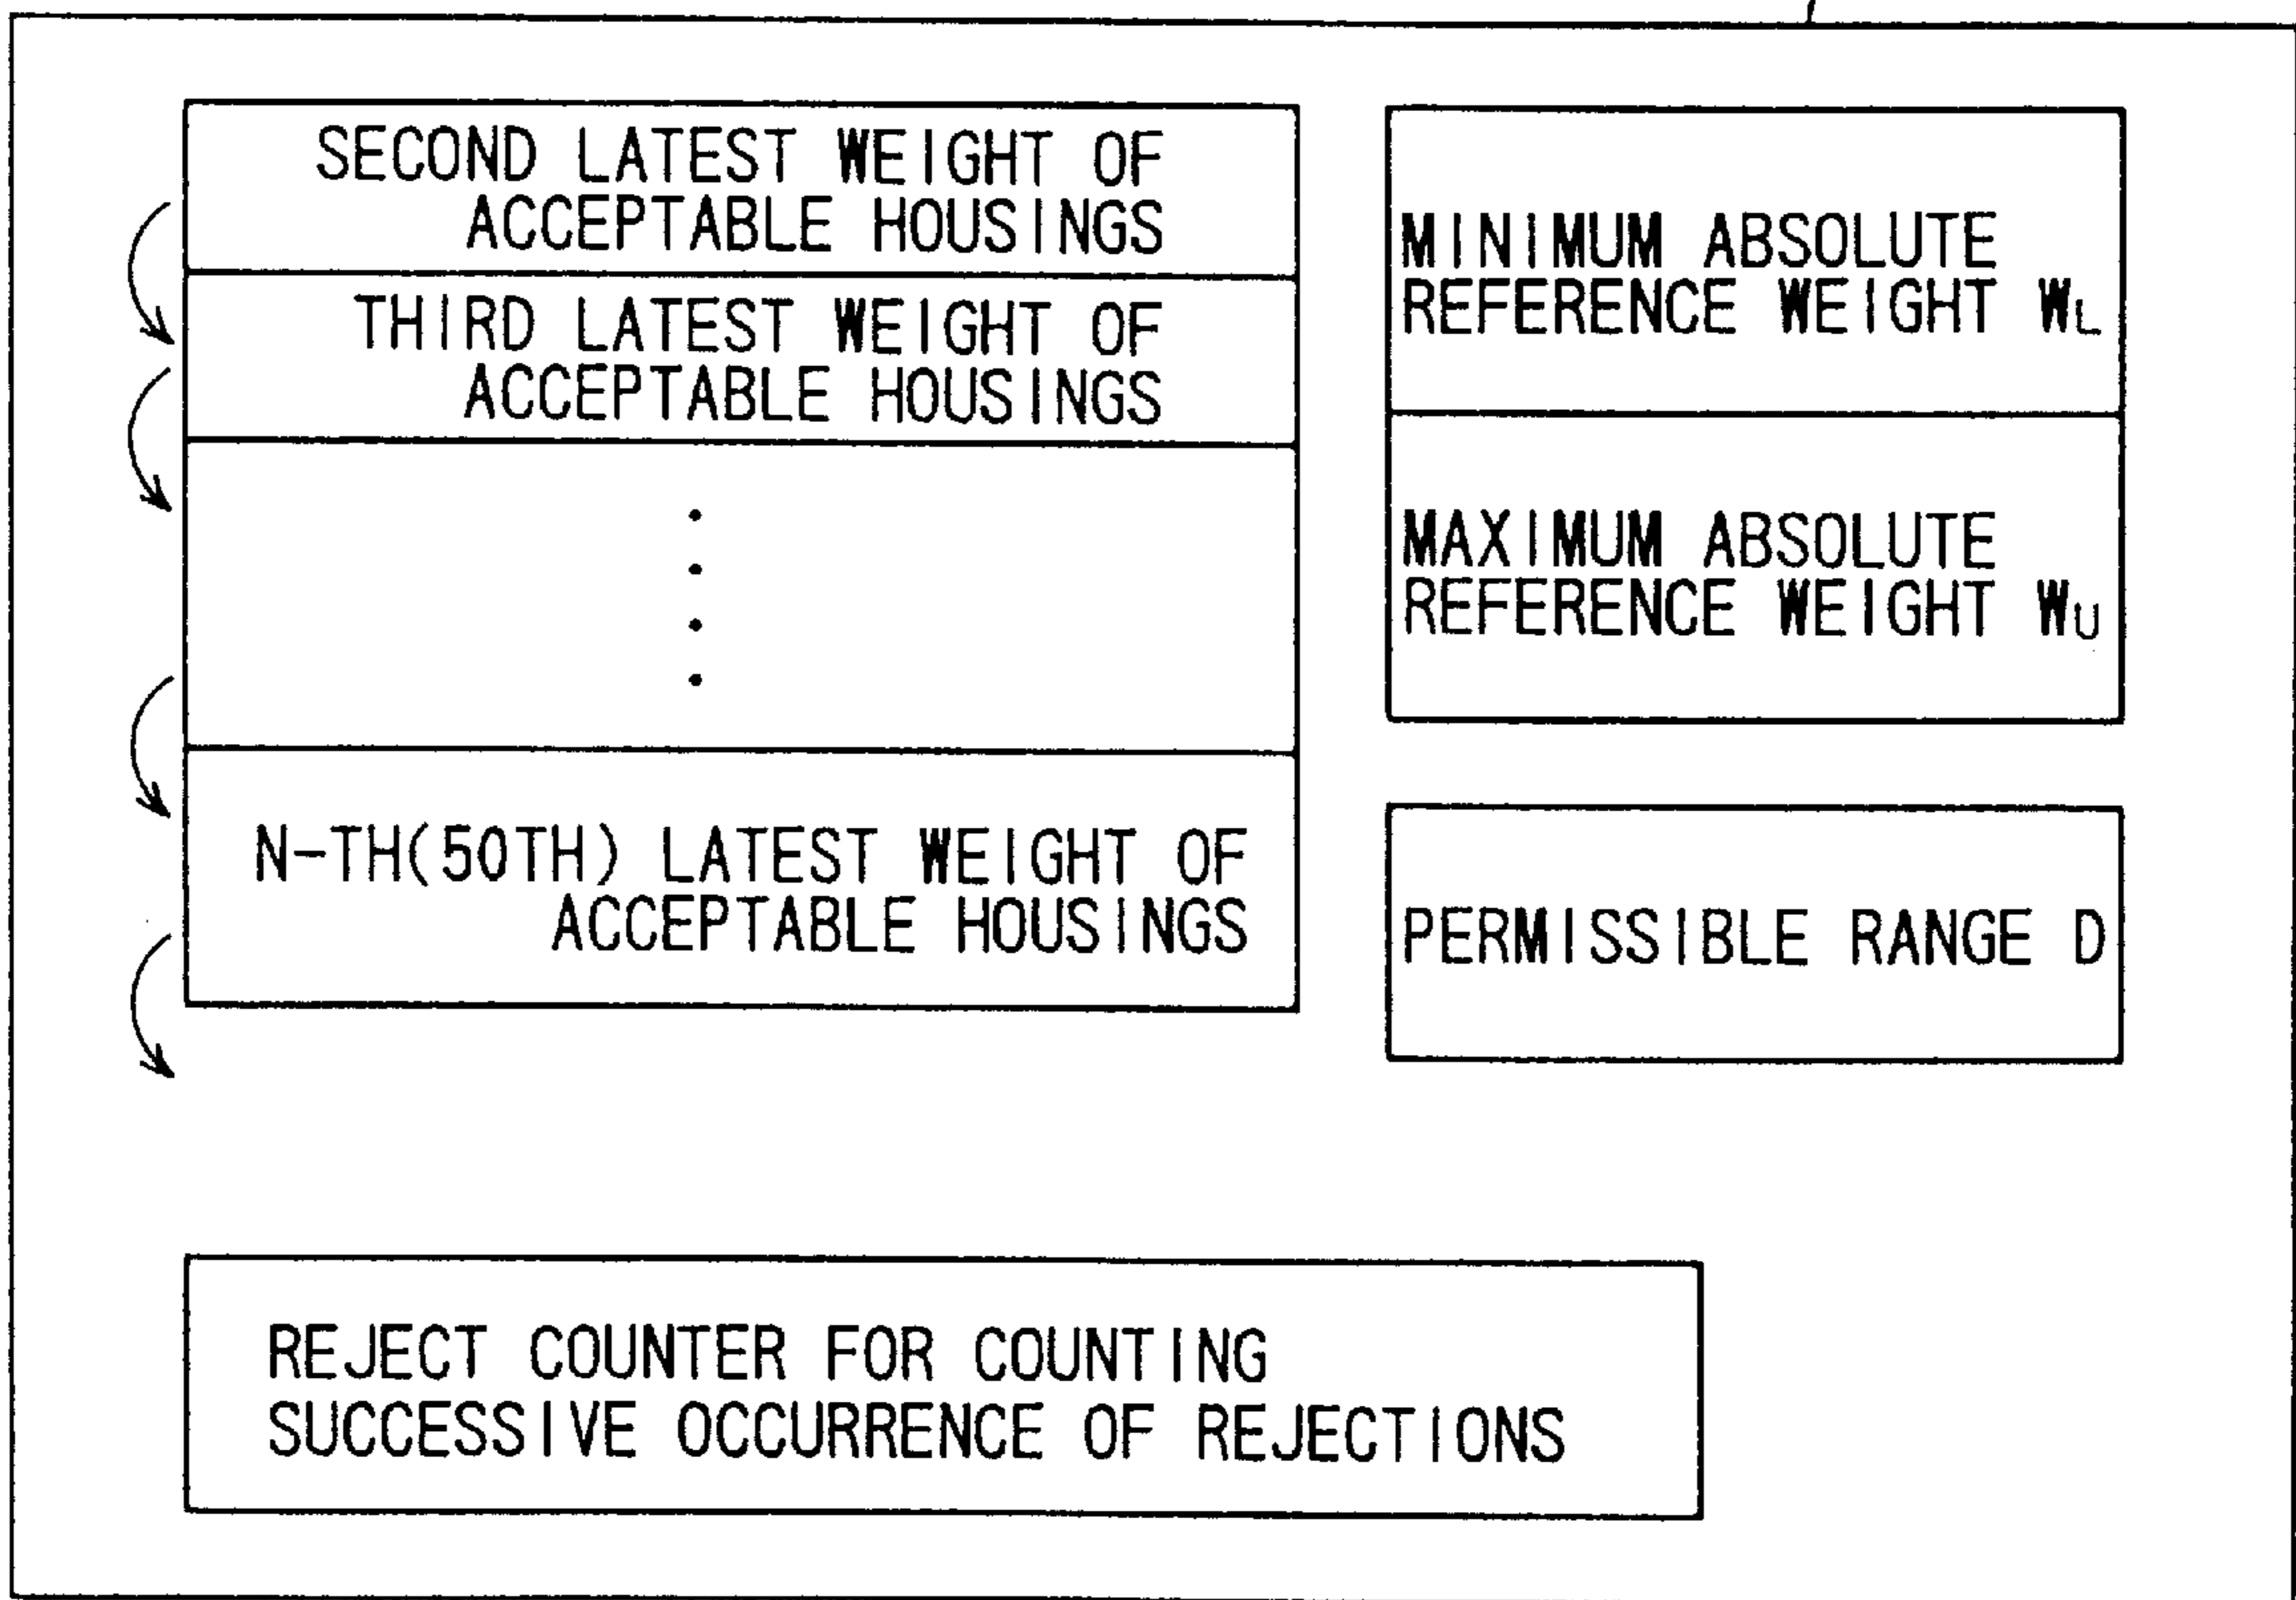 SECOND LATEST WEIGHT OF
ACCEPTABLE HOUSINGS
THIRD LATEST WEIGHT OF
ACCEPTABLE HOUSINGS
N-TH(50TH) LATEST WEIGHT OF
ACCEPTABLE HOUSINGS
MINIMUM ABSOLUTE
REFERENCE WEIGHT WL
MAXIMUM ABSOLUTE
REFERENCE WEIGHT WU
PERMISSIBLE RANGE D
REJECT COUNTER FOR COUNTING
SUCCESSIVE OCCURRENCE OF REJECTIONS